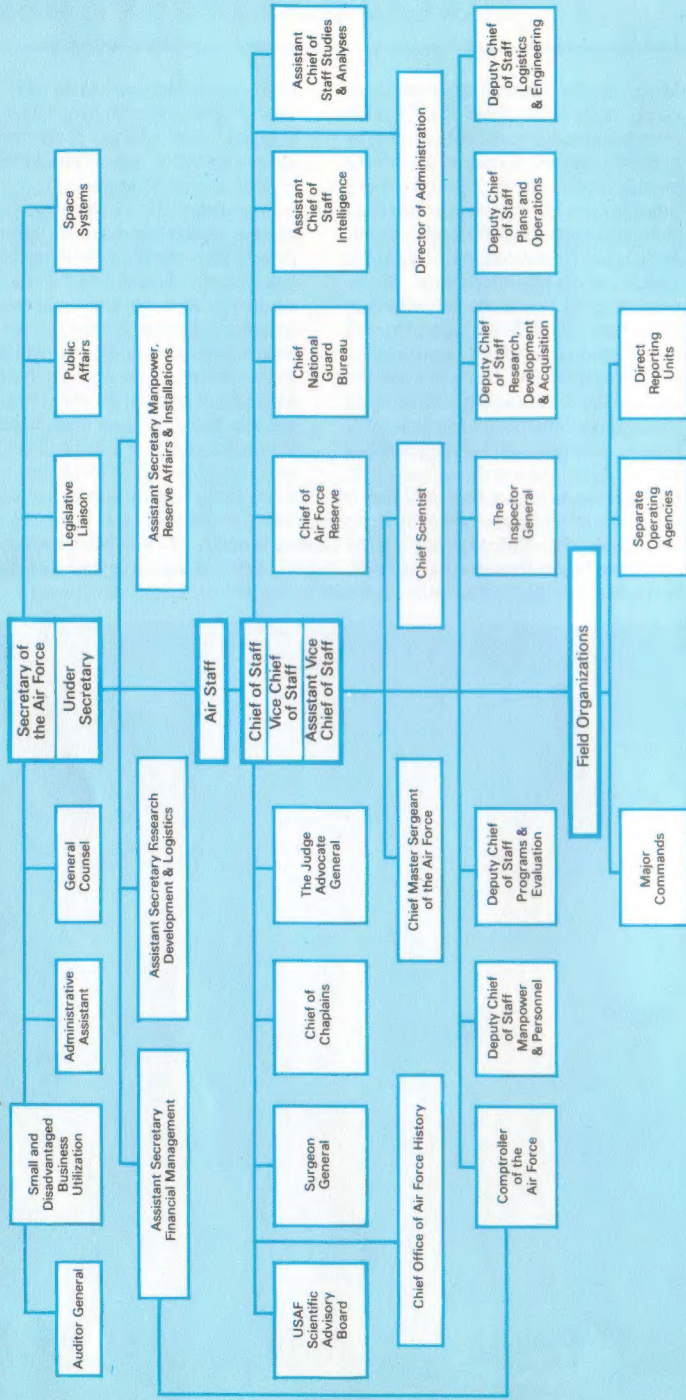 Auditor General
Small and
Disadvantaged
Business
Utilization
Administrative
Assistant
General
Counsel
Secretary of
the Air Force
Under
Secretary
Legislative
Liaison
Public
Affairs
Space
Systems
Assistant Secretary
Financial Management
Assistant Secretary Research
Development & Logistics
Assistant Secretary Manpower,
Reserve Affairs & Installations
Air Staff
USAF
Scientific
Advisory
Board
Surgeon
General
Chief of
Chaplains
The Judge
Advocate
General
Chief of Staff
Vice Chief
of Staff
Assistant Vice
Chief of Staff
Chief of
Air Force
Reserve
Chief
National
Guard
Bureau
Assistant
Chief of
Staff
Intelligence
Assistant
Chief of
Staff Studies
& Analyses
Chief Office of Air Force History
Chief Master Sergeant
of the Air Force
Chief Scientist
Director of Administration
Comptroller
of the
Air Force
Deputy Chief
of Staff
Manpower
& Personnel
Deputy Chief
of Staff
Programs &
Evaluation
The
Inspector
General
Deputy Chief
of Staff
Research,
Development
& Acquisition
Deputy Chief
of Staff
Plans and
Operations
Deputy Chief
of Staff
Logistics
& Engineering
Field Organizations
Major
Commands
Separate
Operating
Agencies
Direct
Reporting
Units